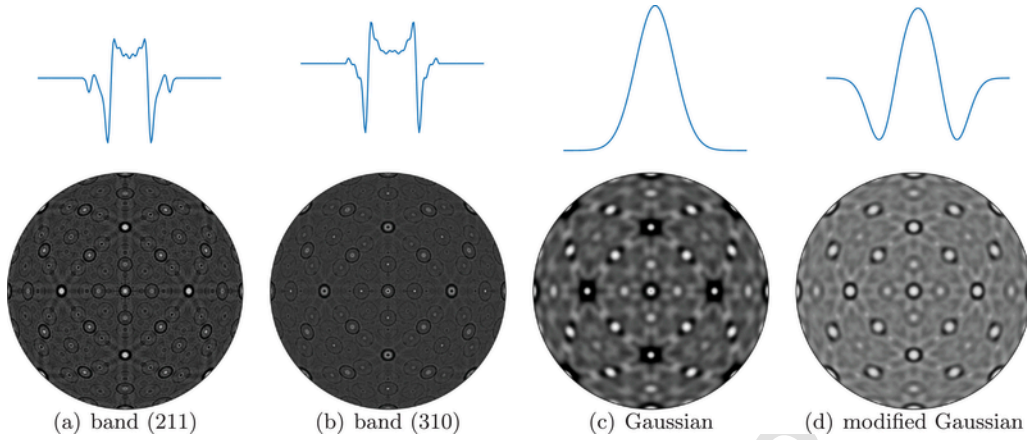 (a) band (211)
(b) band (310)
(c) Gaussian
(d) modified Gaussian